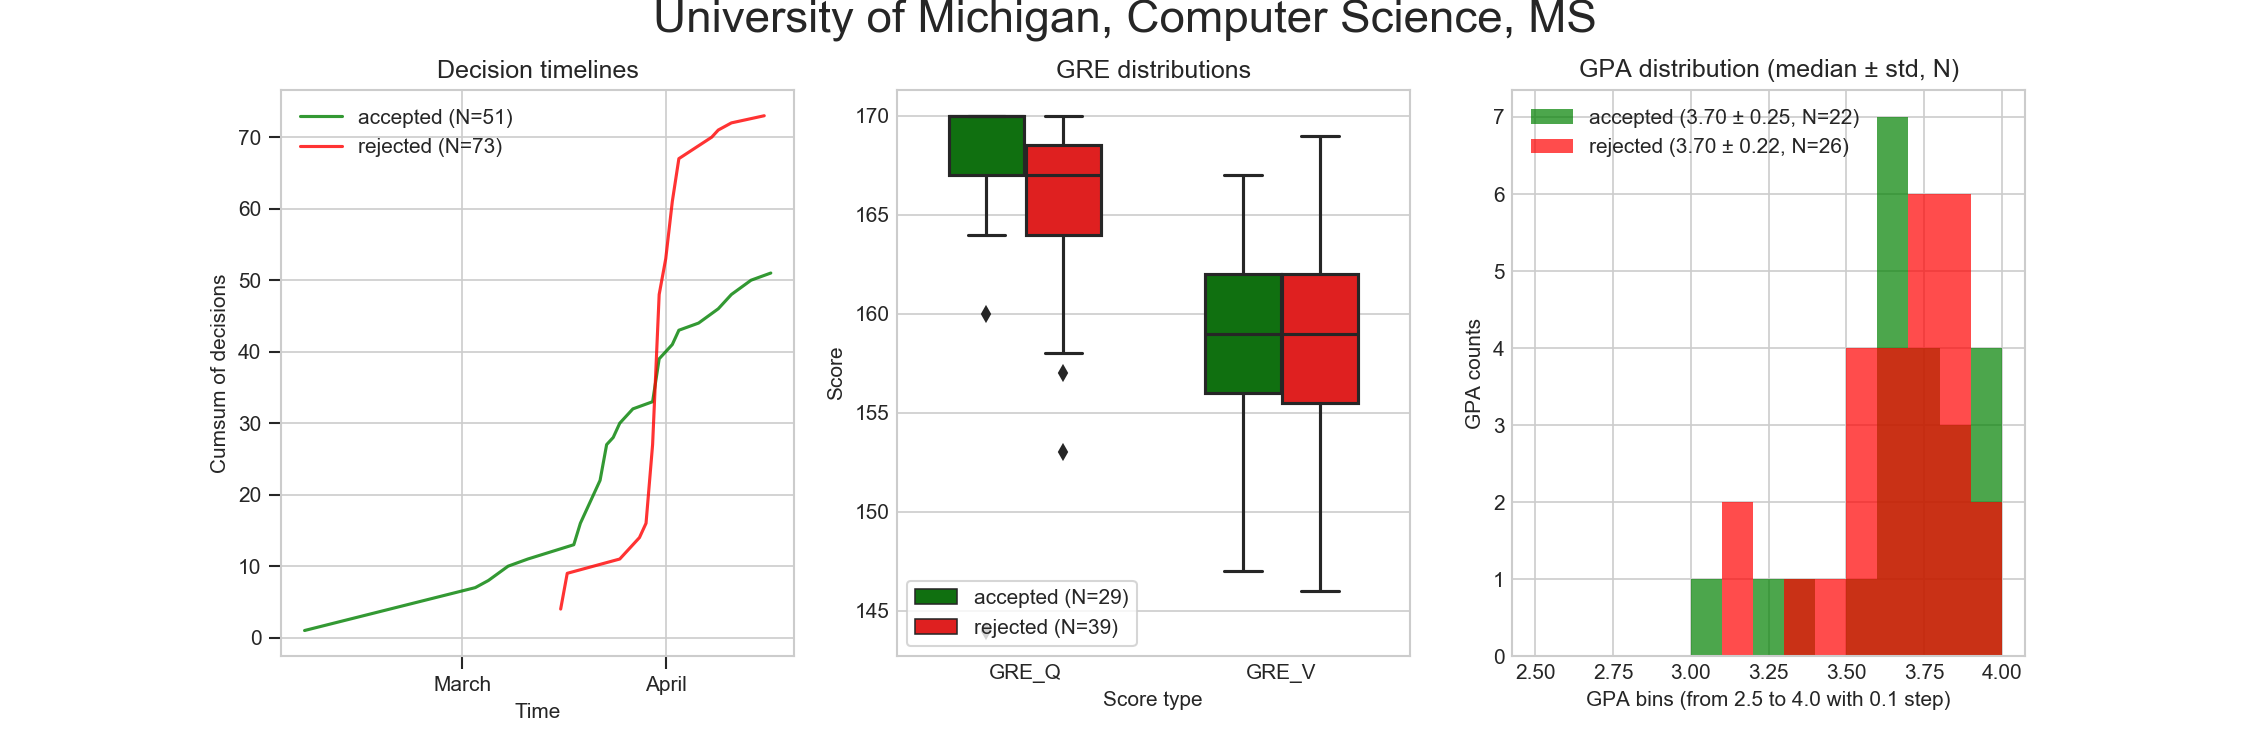 University of Michigan, Computer Science, MS
Decision timelines
accepted (N=51)
rejected (N=73)
70
60
50
40
30
20
10
0
Cumsum of decisions
March
April
Time
GRE distributions
170
165
160
155
150
145
Score
accepted (N=29)
rejected (N=39)
GRE_Q
GRE_V
Score type
GPA distribution (median ± std, N)
accepted (3.70 ± 0.25, N=22)
rejected (3.70 ± 0.22, N=26)
7
6
5
4
3
2
1
0
GPA counts
2.50
2.75
3.00
3.25
3.50
3.75
4.00
GPA bins (from 2.5 to 4.0 with 0.1 step)